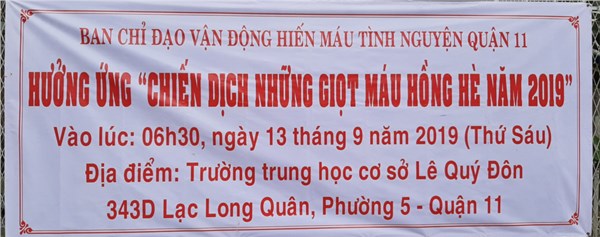 BAN CHỈ ĐẠO VẬN ĐỘNG HIẾN MÁU TÌNH NGUYỆN QUẬN 11
HƯỞNG ỨNG “CHIẾN DỊCH NHỮNG GIỌT MÁU HỒNG HÈ NĂM 2019”
Vào lúc: 06h30, ngày 13 tháng 9 năm 2019 (Thứ Sáu)
Địa điểm: Trường trung học cơ sở Lê Quý Đôn
343D Lạc Long Quân, Phường 5 - Quận 11